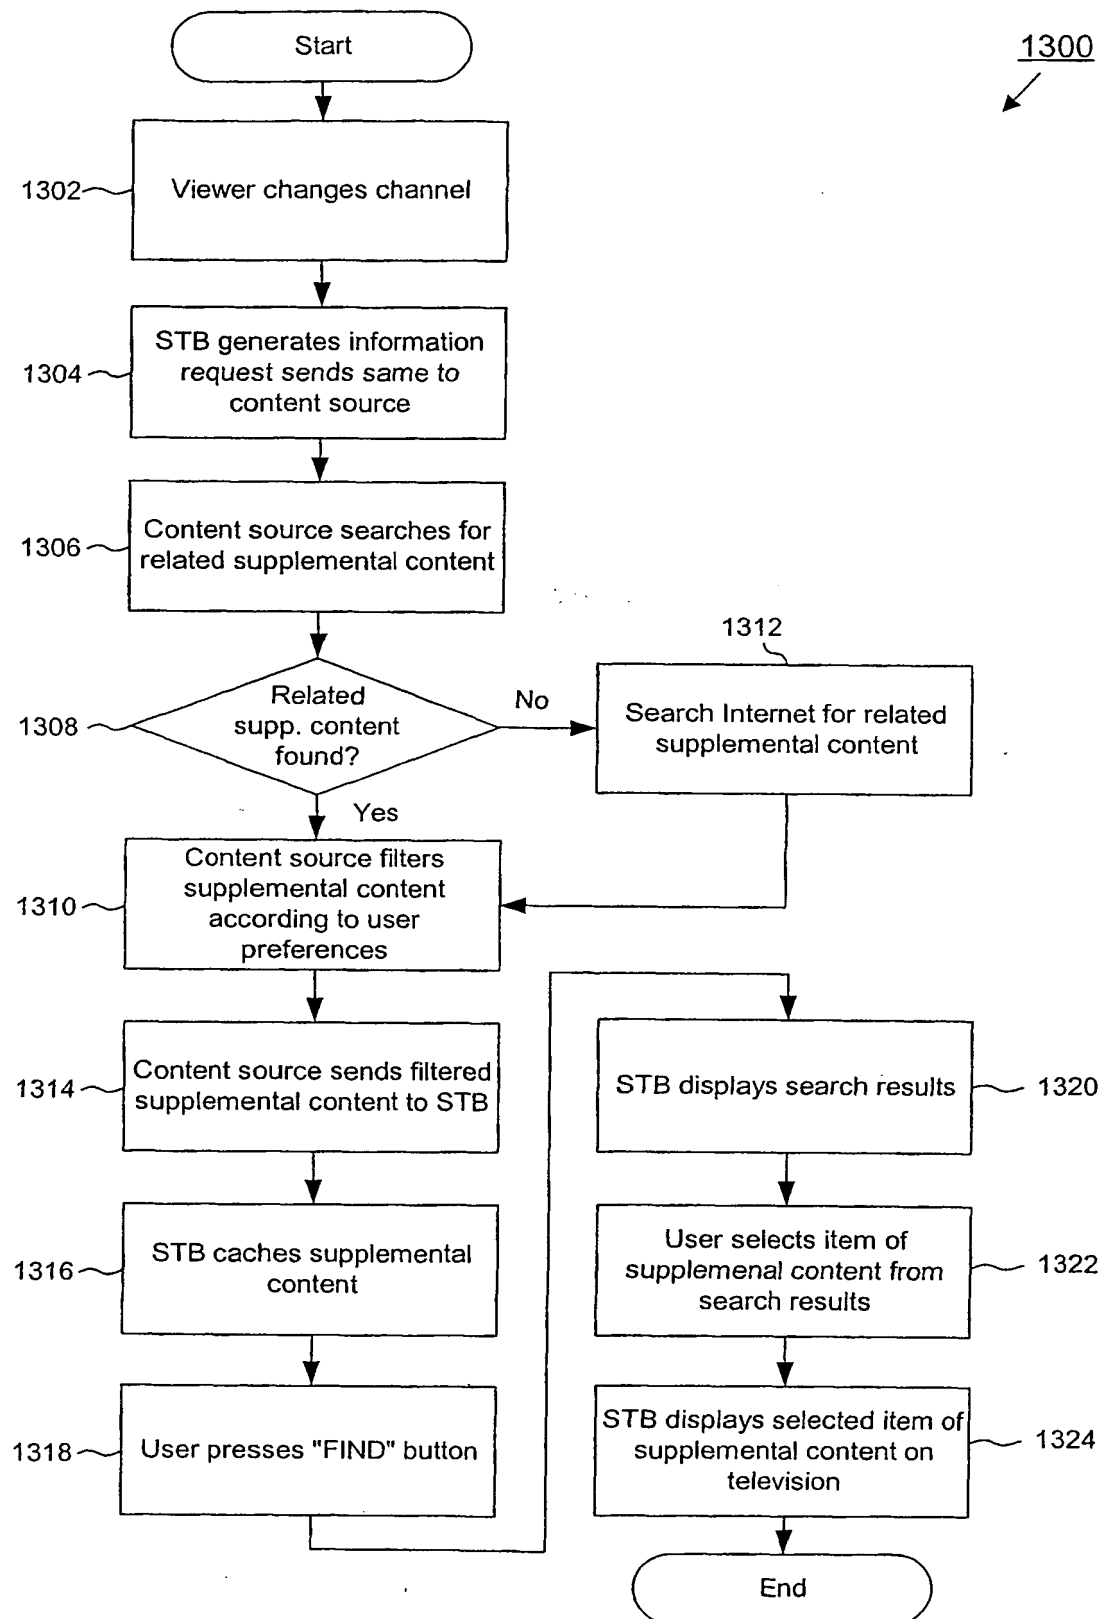 Start
1300
1302
Viewer changes channel
1304
STB generates information
request sends same to
content source
1306
Content source searches for
related supplemental content
1308
Related
supp. content
found?
No
Yes
1312
Search Internet for related
supplemental content
1310
Content source filters
supplemental content
according to user
preferences
1314
Content source sends filtered
supplemental content to STB
1316
STB caches supplemental
content
1318
User presses "FIND" button
STB displays search results
1320
User selects item of
supplemenal content from
search results
1322
STB displays selected item of
supplemental content on
television
1324
End